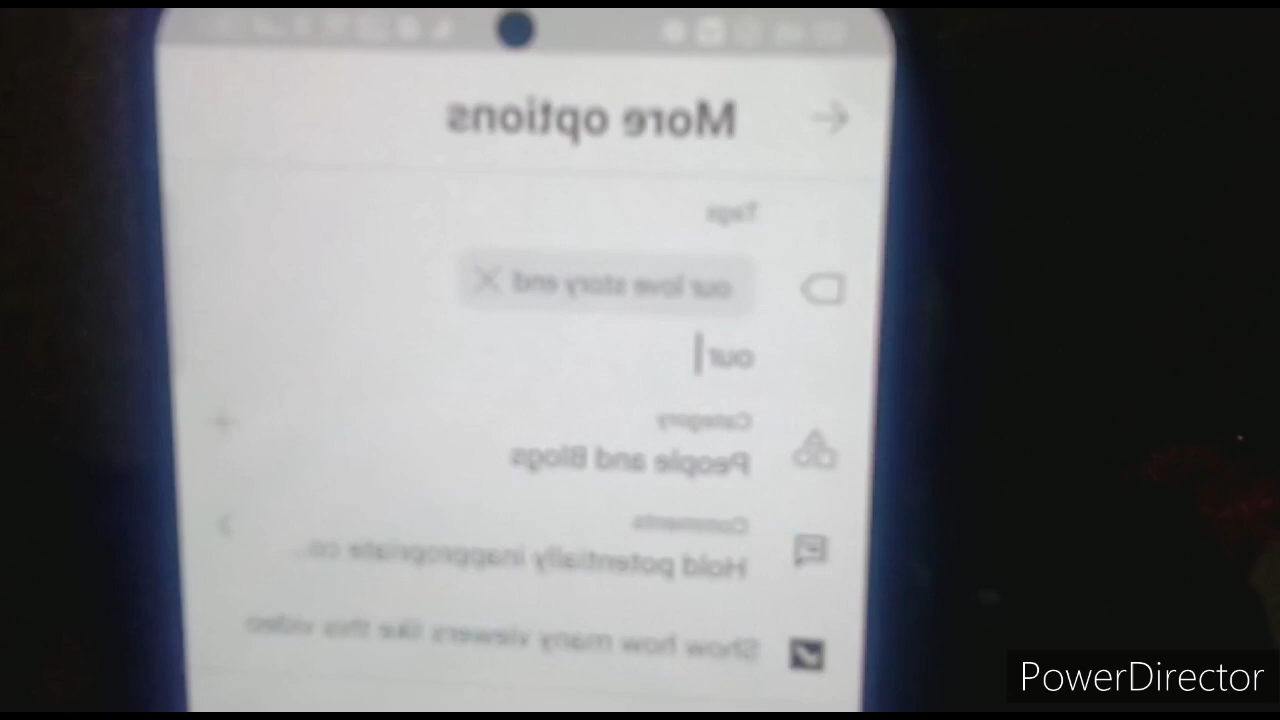 More options
Tags
our love story end
our
Category
People and Blogs
Comments
Hold potentially inappropriate co...
Show how many viewers like this video
PowerDirector